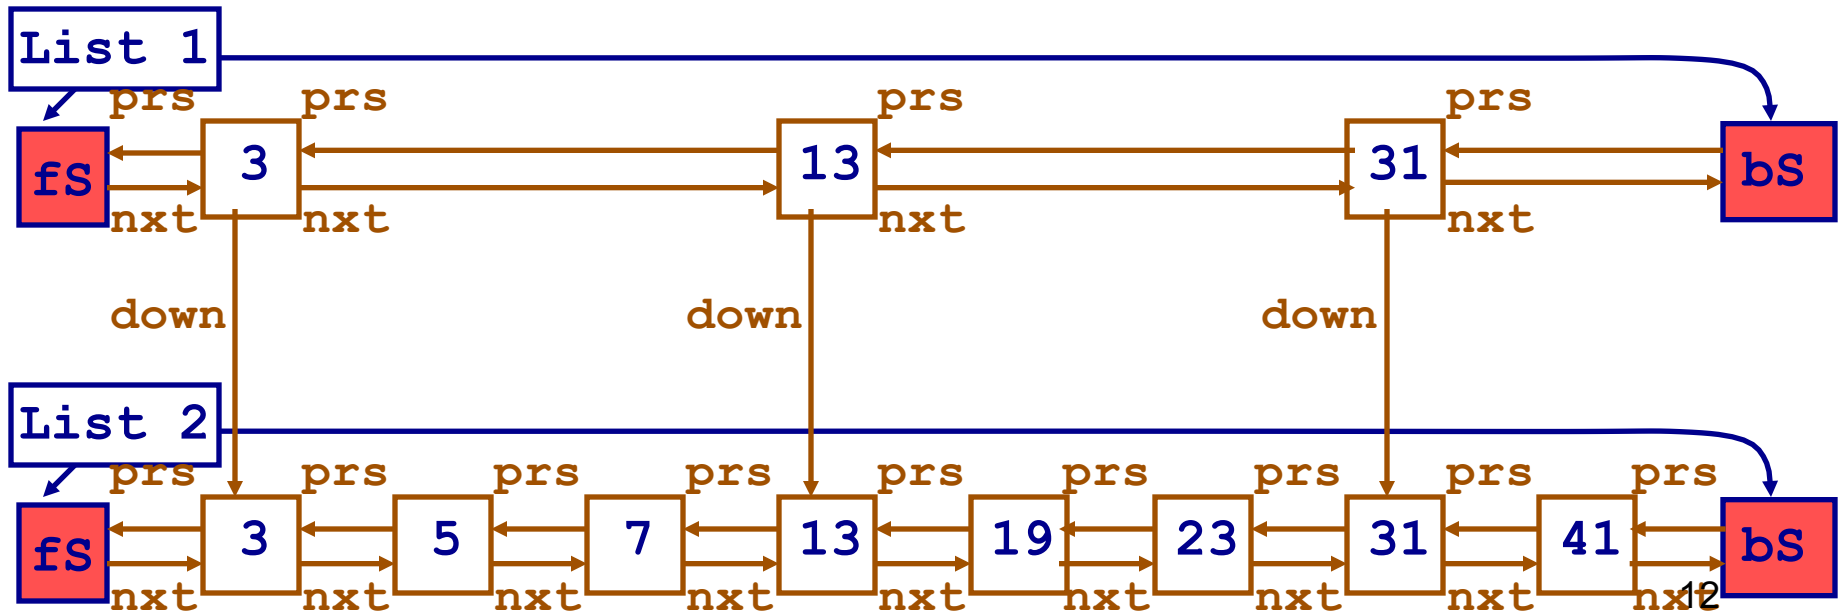 List 1
prs prs prs prs
fS 3 13 31 bS
nxt nxt nxt nxt
down down down
List 2
prs prs prs prs prs prs prs prs prs
fS 3 5 7 13 19 23 31 41 bS
nxt nxt nxt nxt nxt nxt nxt nxt nxt
12